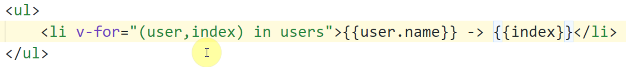 <ul>
    <li v-for="(user,index) in users">{{user.name}} -> {{index}}</li>
</ul>